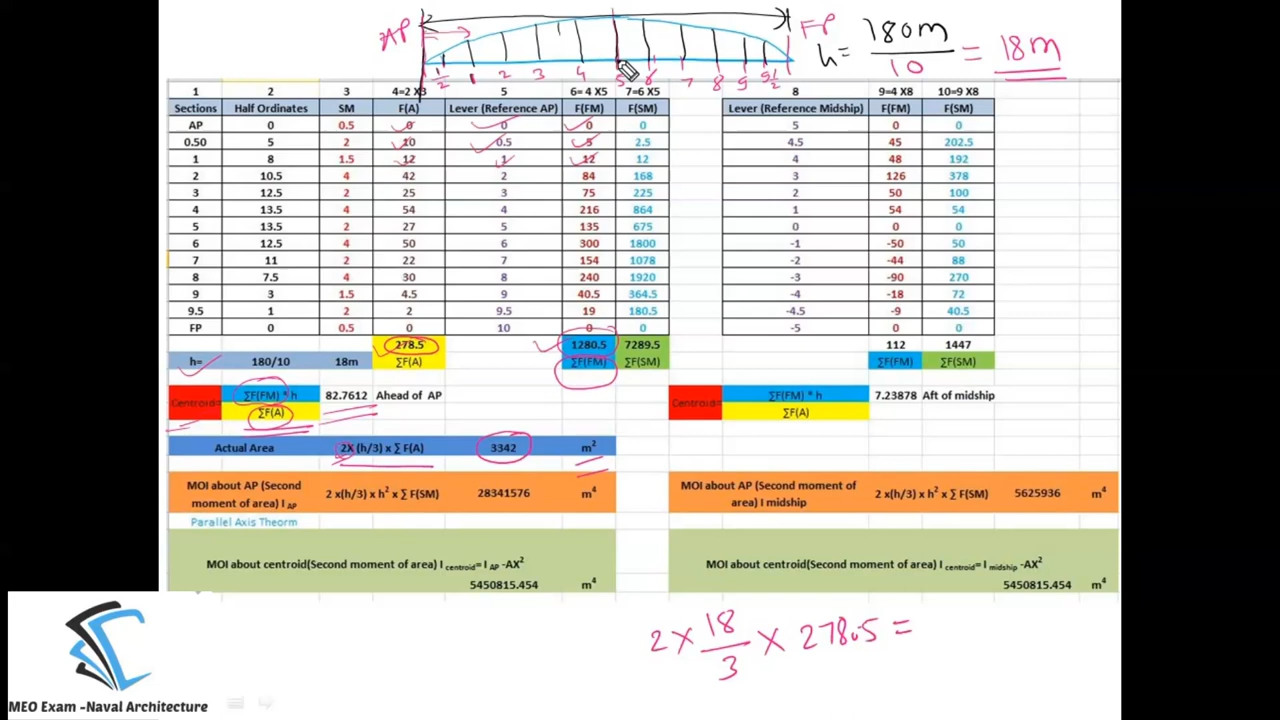 AP FP h= 180m/10 = 18m
1/2 1 2 3 4 5 6 7 8 9 9 1/2
1 2 3 4=2 X3 5 6= 4 X5 7=6 X5 8 9=4 X8 10=9 X8
Sections Half Ordinates SM F(A) Lever (Reference AP) F(FM) F(SM) Lever (Reference Midship) F(FM) F(SM)
AP 0 0.5 0 0 0 0 5 0 0
0.50 5 2 10 0.5 5 2.5 4.5 45 202.5
1 8 1.5 12 1 12 12 4 48 192
2 10.5 4 42 2 84 168 3 126 378
3 12.5 2 25 3 75 225 2 50 100
4 13.5 4 54 4 216 864 1 54 54
5 13.5 2 27 5 135 675 0 0 0
6 12.5 4 50 6 300 1800 -1 -50 50
7 11 2 22 7 154 1078 -2 -44 88
8 7.5 4 30 8 240 1920 -3 -90 270
9 3 1.5 4.5 9 40.5 364.5 -4 -18 72
9.5 1 2 2 9.5 19 180.5 -4.5 -9 40.5
FP 0 0.5 0 10 0 0 -5 0 0
278.5 1280.5 7289.5 112 1447
h= 180/10 18m ∑F(A) ∑F(FM) ∑F(SM) ∑F(FM) ∑F(SM)
Centroid= ∑F(FM) * h 82.7612 Ahead of AP Centroid= ∑F(FM) * h 7.23878 Aft of midship
∑F(A) ∑F(A)
Actual Area 2X (h/3) x ∑ F(A) 3342 m²
MOI about AP (Second moment of area) I AP 2 x(h/3) x h² x ∑ F(SM) 28341576 m⁴ MOI about AP (Second moment of area) I midship 2 x(h/3) x h² x ∑ F(SM) 5625936 m⁴
Parallel Axis Theorm
MOI about centroid(Second moment of area) I centroid= I AP -AX² MOI about centroid(Second moment of area) I centroid= I midship -AX²
5450815.454 m⁴ 5450815.454 m⁴
2 x 18/3 x 278.5 =
MEO Exam -Naval Architecture